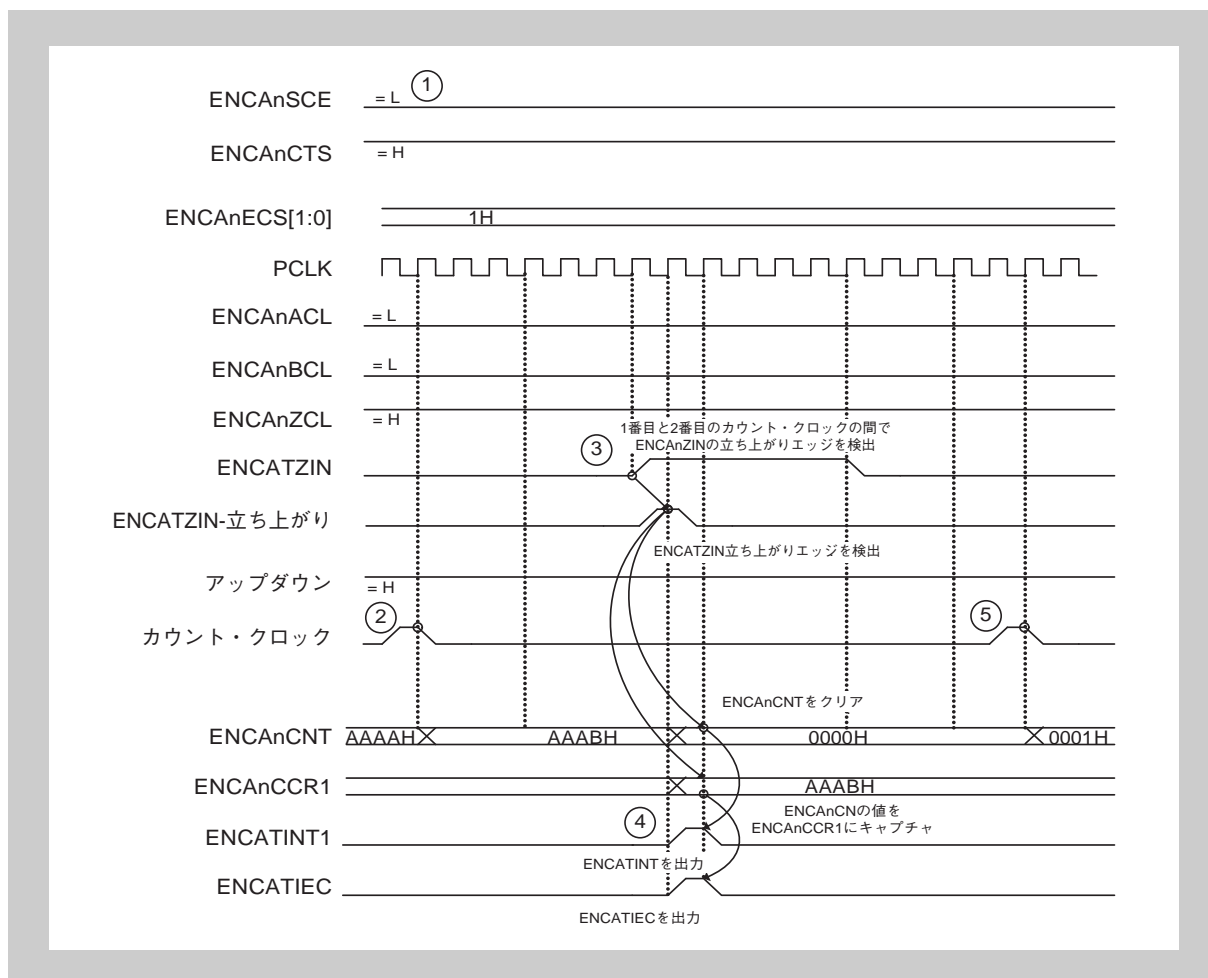 ENCAnSCE = L ①
ENCAnCTS = H
ENCAnECS[1:0] 1H
PCLK
ENCAnACL = L
ENCAnBCL = L
ENCAnZCL = H
1番目と2番目のカウント・クロックの間で
ENCAnZINの立ち上がりエッジを検出
③
ENCATZIN
ENCATZIN-立ち上がり
ENCATZIN立ち上がりエッジを検出
アップダウン = H
② ⑤
カウント・クロック
ENCAnCNTをクリア
ENCAnCNT AAAAH AAABH 0000H 0001H
ENCAnCCR1 AAABH
ENCAnCNの値を
ENCAnCCR1にキャプチャ
④
ENCATINT1
ENCATINTを出力
ENCATIEC
ENCATIECを出力